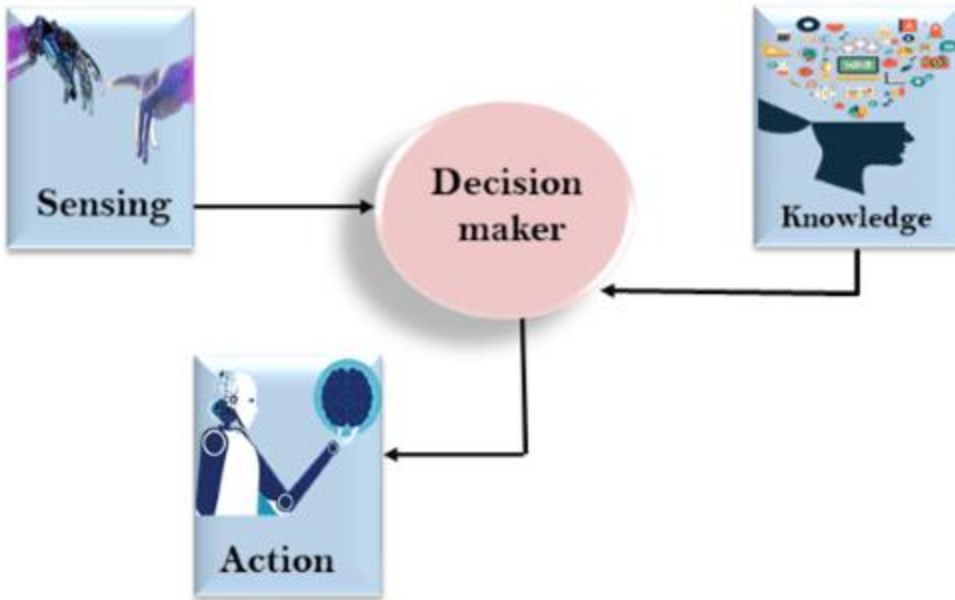 Sensing
Decision
maker
Knowledge
Action